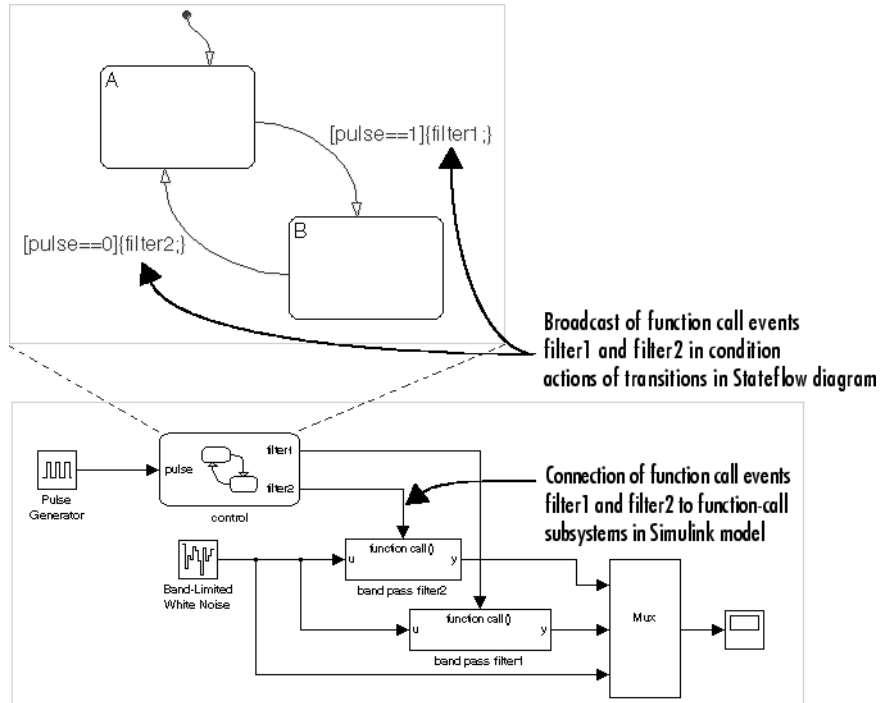 A
[pulse==1]{filter1;}
B
[pulse==0]{filter2;}
Broadcast of function call events
filter1 and filter2 in condition
actions of transitions in Stateflow diagram
pulse
filter1
filter2
Pulse
Generator
control
Connection of function call events
filter1 and filter2 to function-call
subsystems in Simulink model
function call()
u
y
band pass filter2
Band-Limited
White Noise
function call()
u
y
band pass filter1
Mux